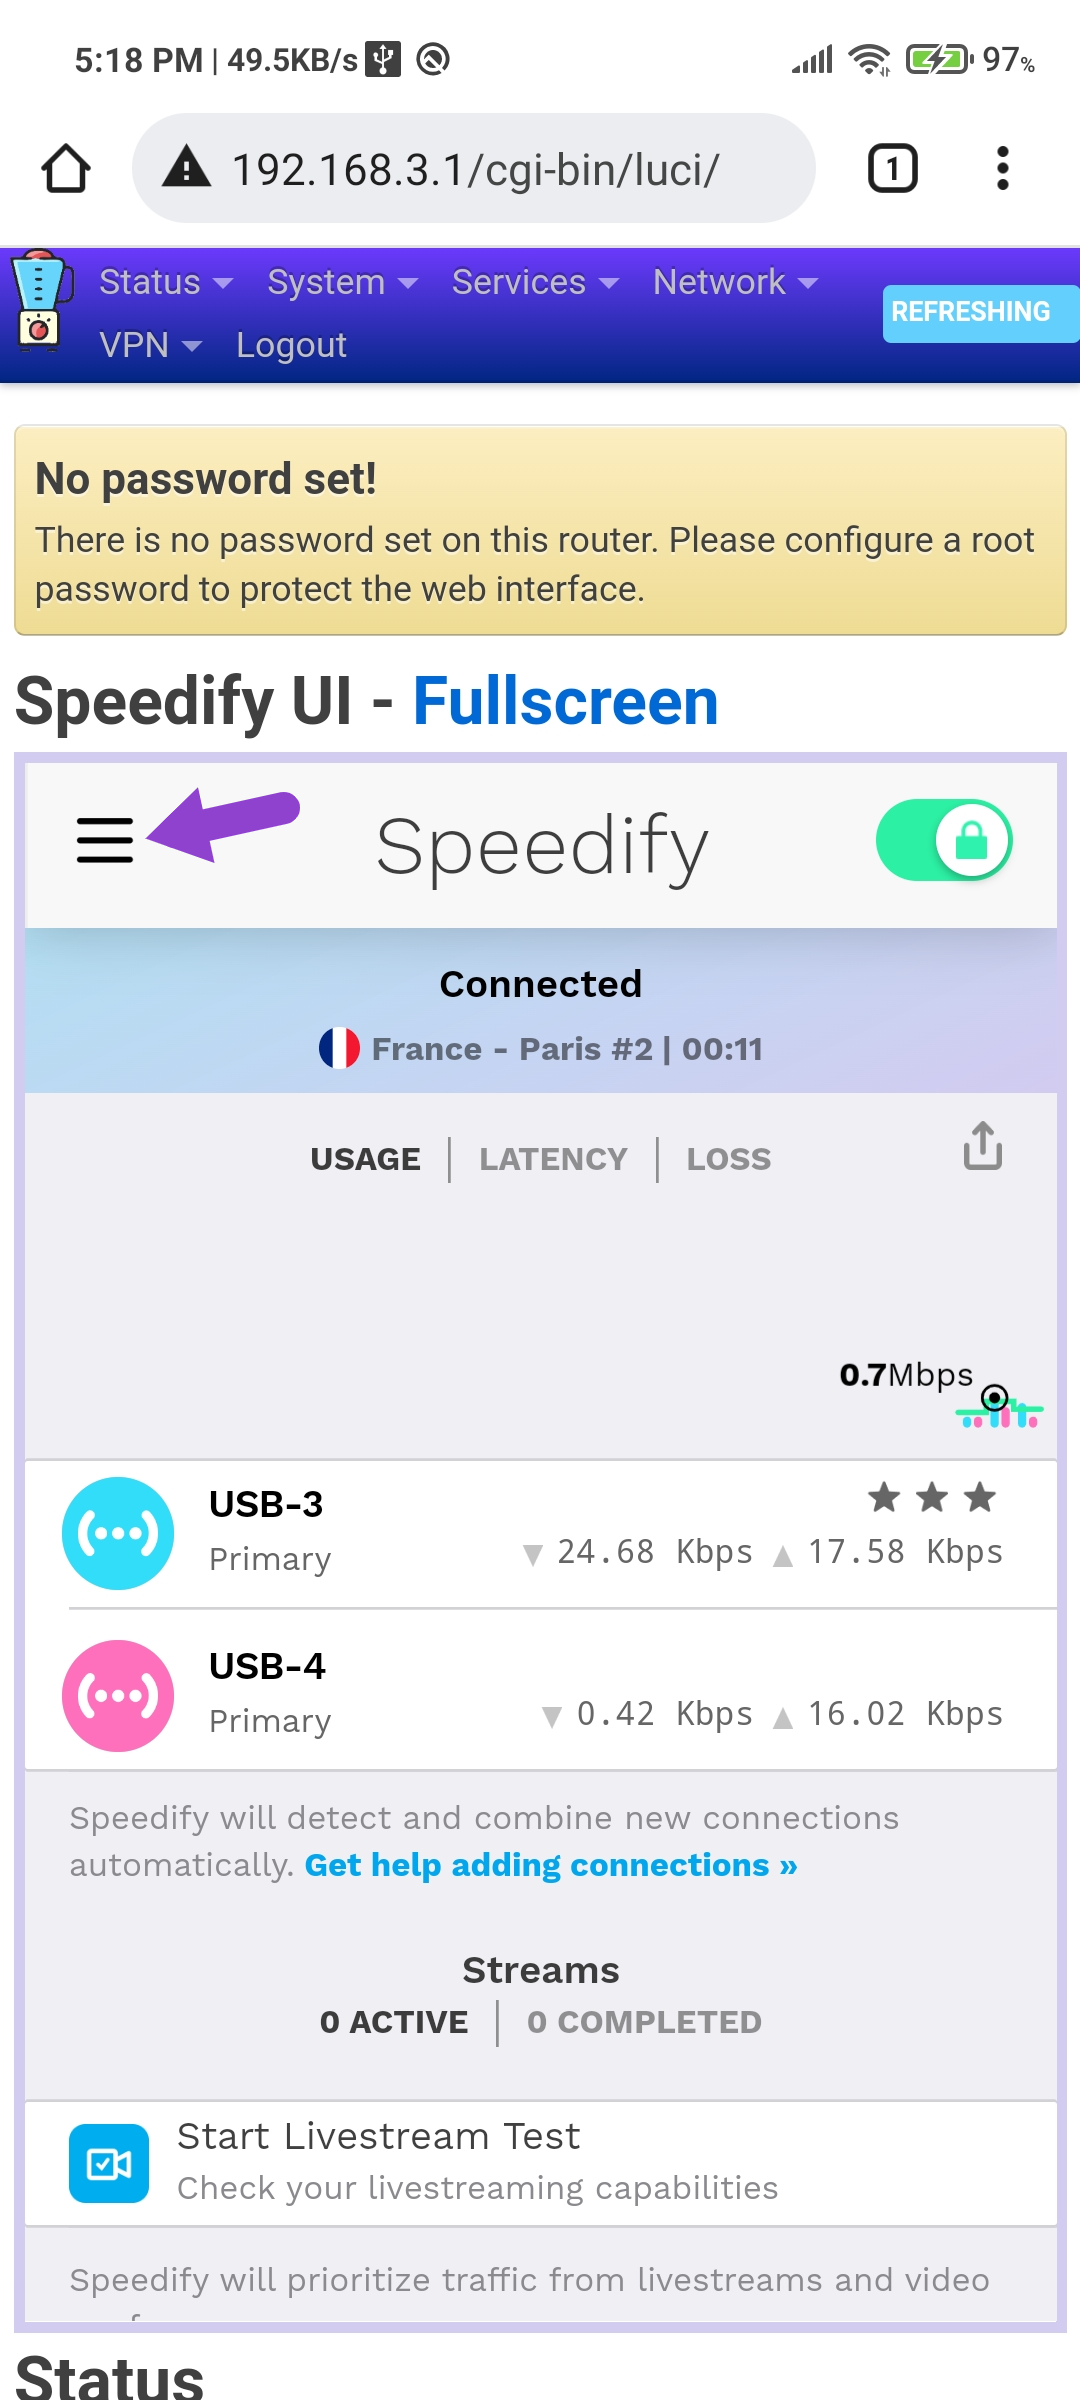 5:18 PM | 49.5KB/s 97%
192.168.3.1/cgi-bin/luci/ 1
Status System Services Network
REFRESHING
VPN Logout
No password set!
There is no password set on this router. Please configure a root
password to protect the web interface.
Speedify UI - Fullscreen
Speedify
Connected
France - Paris #2 | 00:11
USAGE | LATENCY | LOSS
0.7Mbps
USB-3
Primary ▼ 24.68 Kbps ▲ 17.58 Kbps
USB-4
Primary ▼ 0.42 Kbps ▲ 16.02 Kbps
Speedify will detect and combine new connections
automatically. Get help adding connections »
Streams
0 ACTIVE | 0 COMPLETED
Start Livestream Test
Check your livestreaming capabilities
Speedify will prioritize traffic from livestreams and video
Status